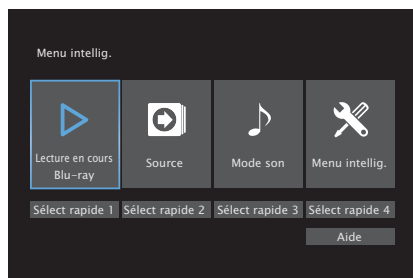 Menu intellig.
Lecture en cours
Blu-ray
Source
Mode son
Menu intellig.
Sélect rapide 1
Sélect rapide 2
Sélect rapide 3
Sélect rapide 4
Aide